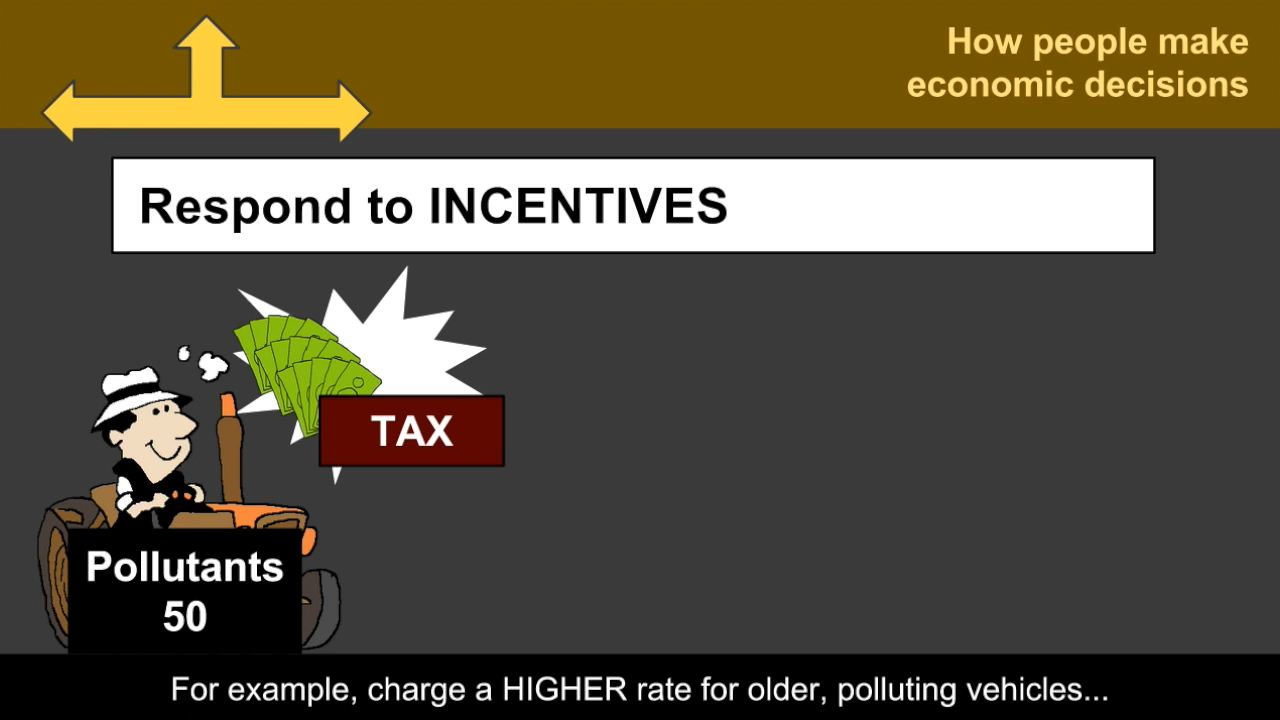 How people make
economic decisions
Respond to INCENTIVES
TAX
Pollutants
50
For example, charge a HIGHER rate for older, polluting vehicles...